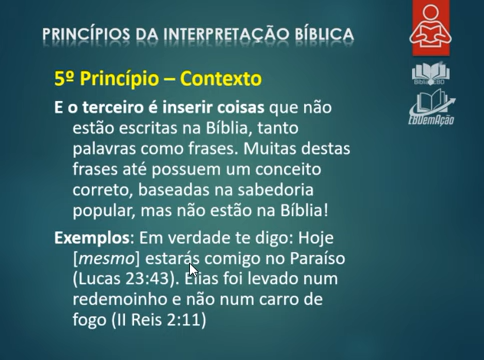 PRINCÍPIOS DA INTERPRETAÇÃO BÍBLICA
5º Princípio – Contexto
E o terceiro é inserir coisas que não
estão escritas na Bíblia, tanto
palavras como frases. Muitas destas
frases até possuem um conceito
correto, baseadas na sabedoria
popular, mas não estão na Bíblia!
Exemplos: Em verdade te digo: Hoje
[mesmo] estarás comigo no Paraíso
(Lucas 23:43). Elias foi levado num
redemoinho e não num carro de
fogo (II Reis 2:11)
EBDemAção